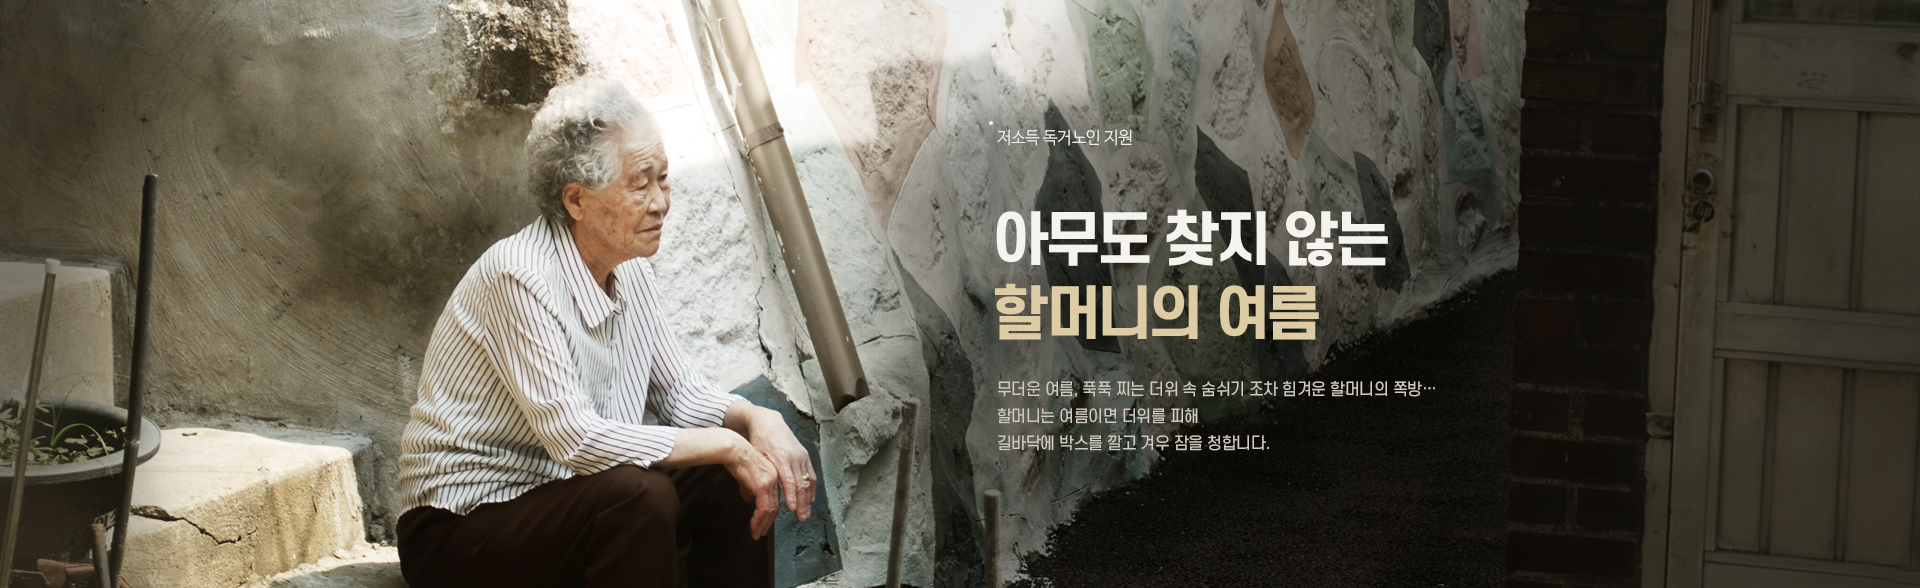 저소득 독거노인 지원
아무도 찾지 않는
할머니의 여름
무더운 여름, 푹푹 찌는 더위 속 숨쉬기 조차 힘겨운 할머니의 쪽방…
할머니는 여름이면 더위를 피해
길바닥에 박스를 깔고 겨우 잠을 청합니다.